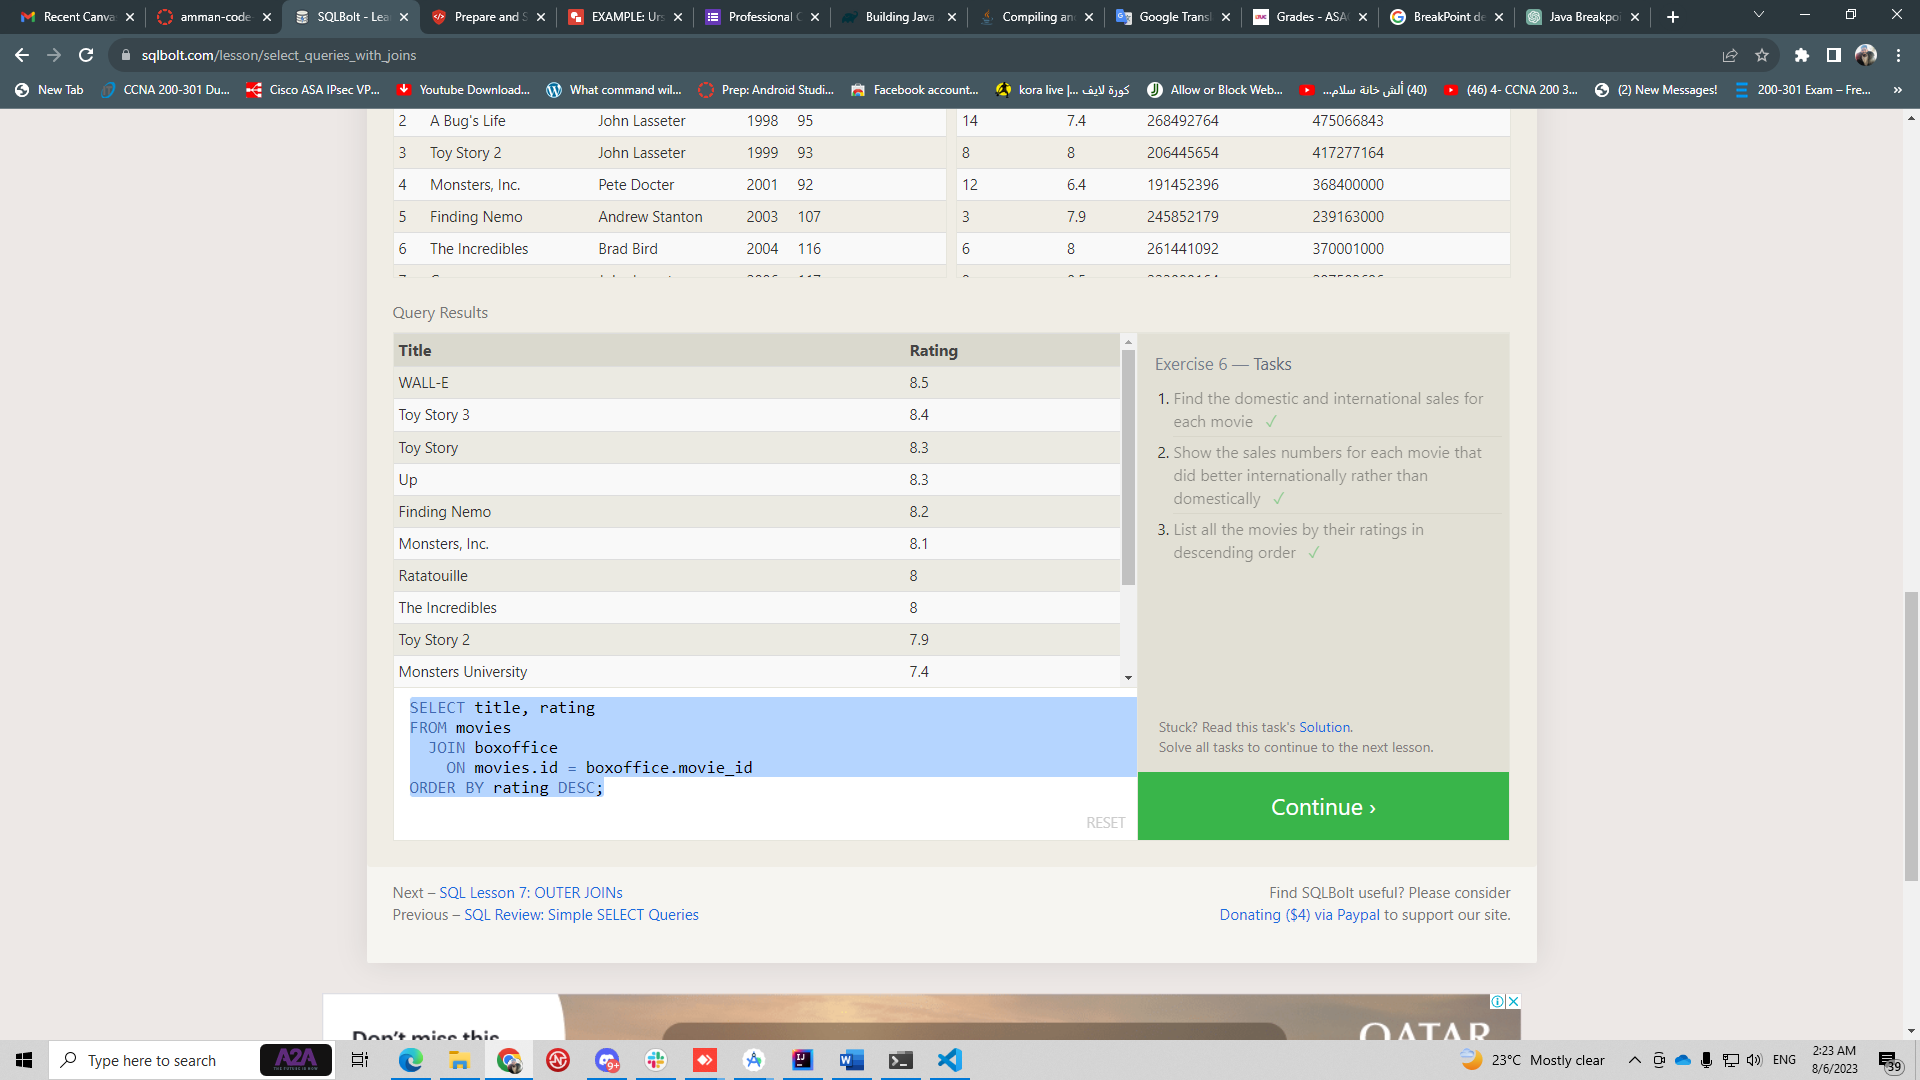 Recent Canva
amman-code-
SQLBolt - Lea
Prepare and S
EXAMPLE: Urs
Professional C
Building Java
Compiling an
Google Transl
Grades - ASA
BreakPoint de
Java Breakpoi
sqlbolt.com/lesson/select_queries_with_joins
New Tab
CCNA 200-301 Du...
Cisco ASA IPsec VP...
Youtube Download...
What command wil...
Prep: Android Studi...
Facebook account...
كورة لايف |... kora live
Allow or Block Web...
(40) ألش خانة سلام...
(46) 4- CCNA 200 3...
(2) New Messages!
200-301 Exam – Fre...
2 A Bug's Life John Lasseter 1998 95 14 7.4 268492764 475066843
3 Toy Story 2 John Lasseter 1999 93 8 8 206445654 417277164
4 Monsters, Inc. Pete Docter 2001 92 12 6.4 191452396 368400000
5 Finding Nemo Andrew Stanton 2003 107 3 7.9 245852179 239163000
6 The Incredibles Brad Bird 2004 116 6 8 261441092 370001000
Query Results
Title Rating
WALL-E 8.5
Toy Story 3 8.4
Toy Story 8.3
Up 8.3
Finding Nemo 8.2
Monsters, Inc. 8.1
Ratatouille 8
The Incredibles 8
Toy Story 2 7.9
Monsters University 7.4
SELECT title, rating
FROM movies
JOIN boxoffice
ON movies.id = boxoffice.movie_id
ORDER BY rating DESC;
RESET
Exercise 6 — Tasks
1. Find the domestic and international sales for
each movie ✓
2. Show the sales numbers for each movie that
did better internationally rather than
domestically ✓
3. List all the movies by their ratings in
descending order ✓
Stuck? Read this task's Solution.
Solve all tasks to continue to the next lesson.
Continue ›
Next – SQL Lesson 7: OUTER JOINs
Previous – SQL Review: Simple SELECT Queries
Find SQLBolt useful? Please consider
Donating ($4) via Paypal to support our site.
Don't miss this
QATAR
Type here to search
A2A
9+
23°C Mostly clear
ENG
2:23 AM
8/6/2023
39